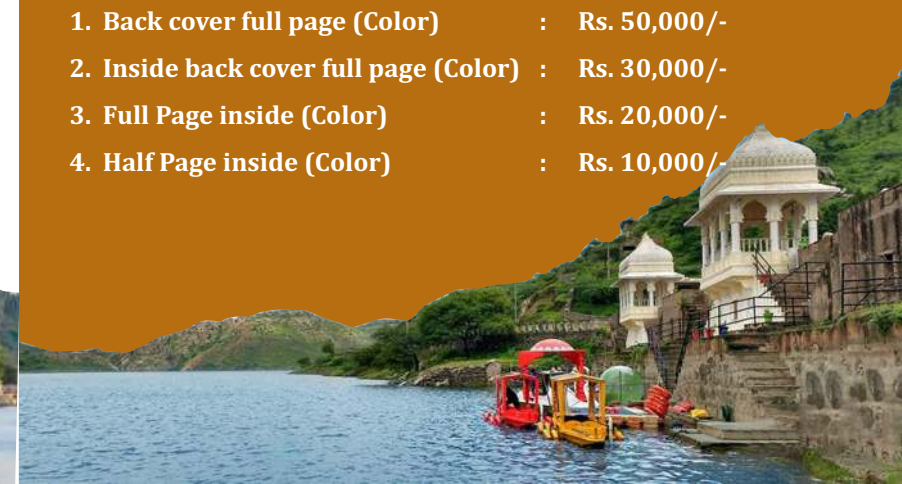 1. Back cover full page (Color) : Rs. 50,000/-
2. Inside back cover full page (Color) : Rs. 30,000/-
3. Full Page inside (Color) : Rs. 20,000/-
4. Half Page inside (Color) : Rs. 10,000/-